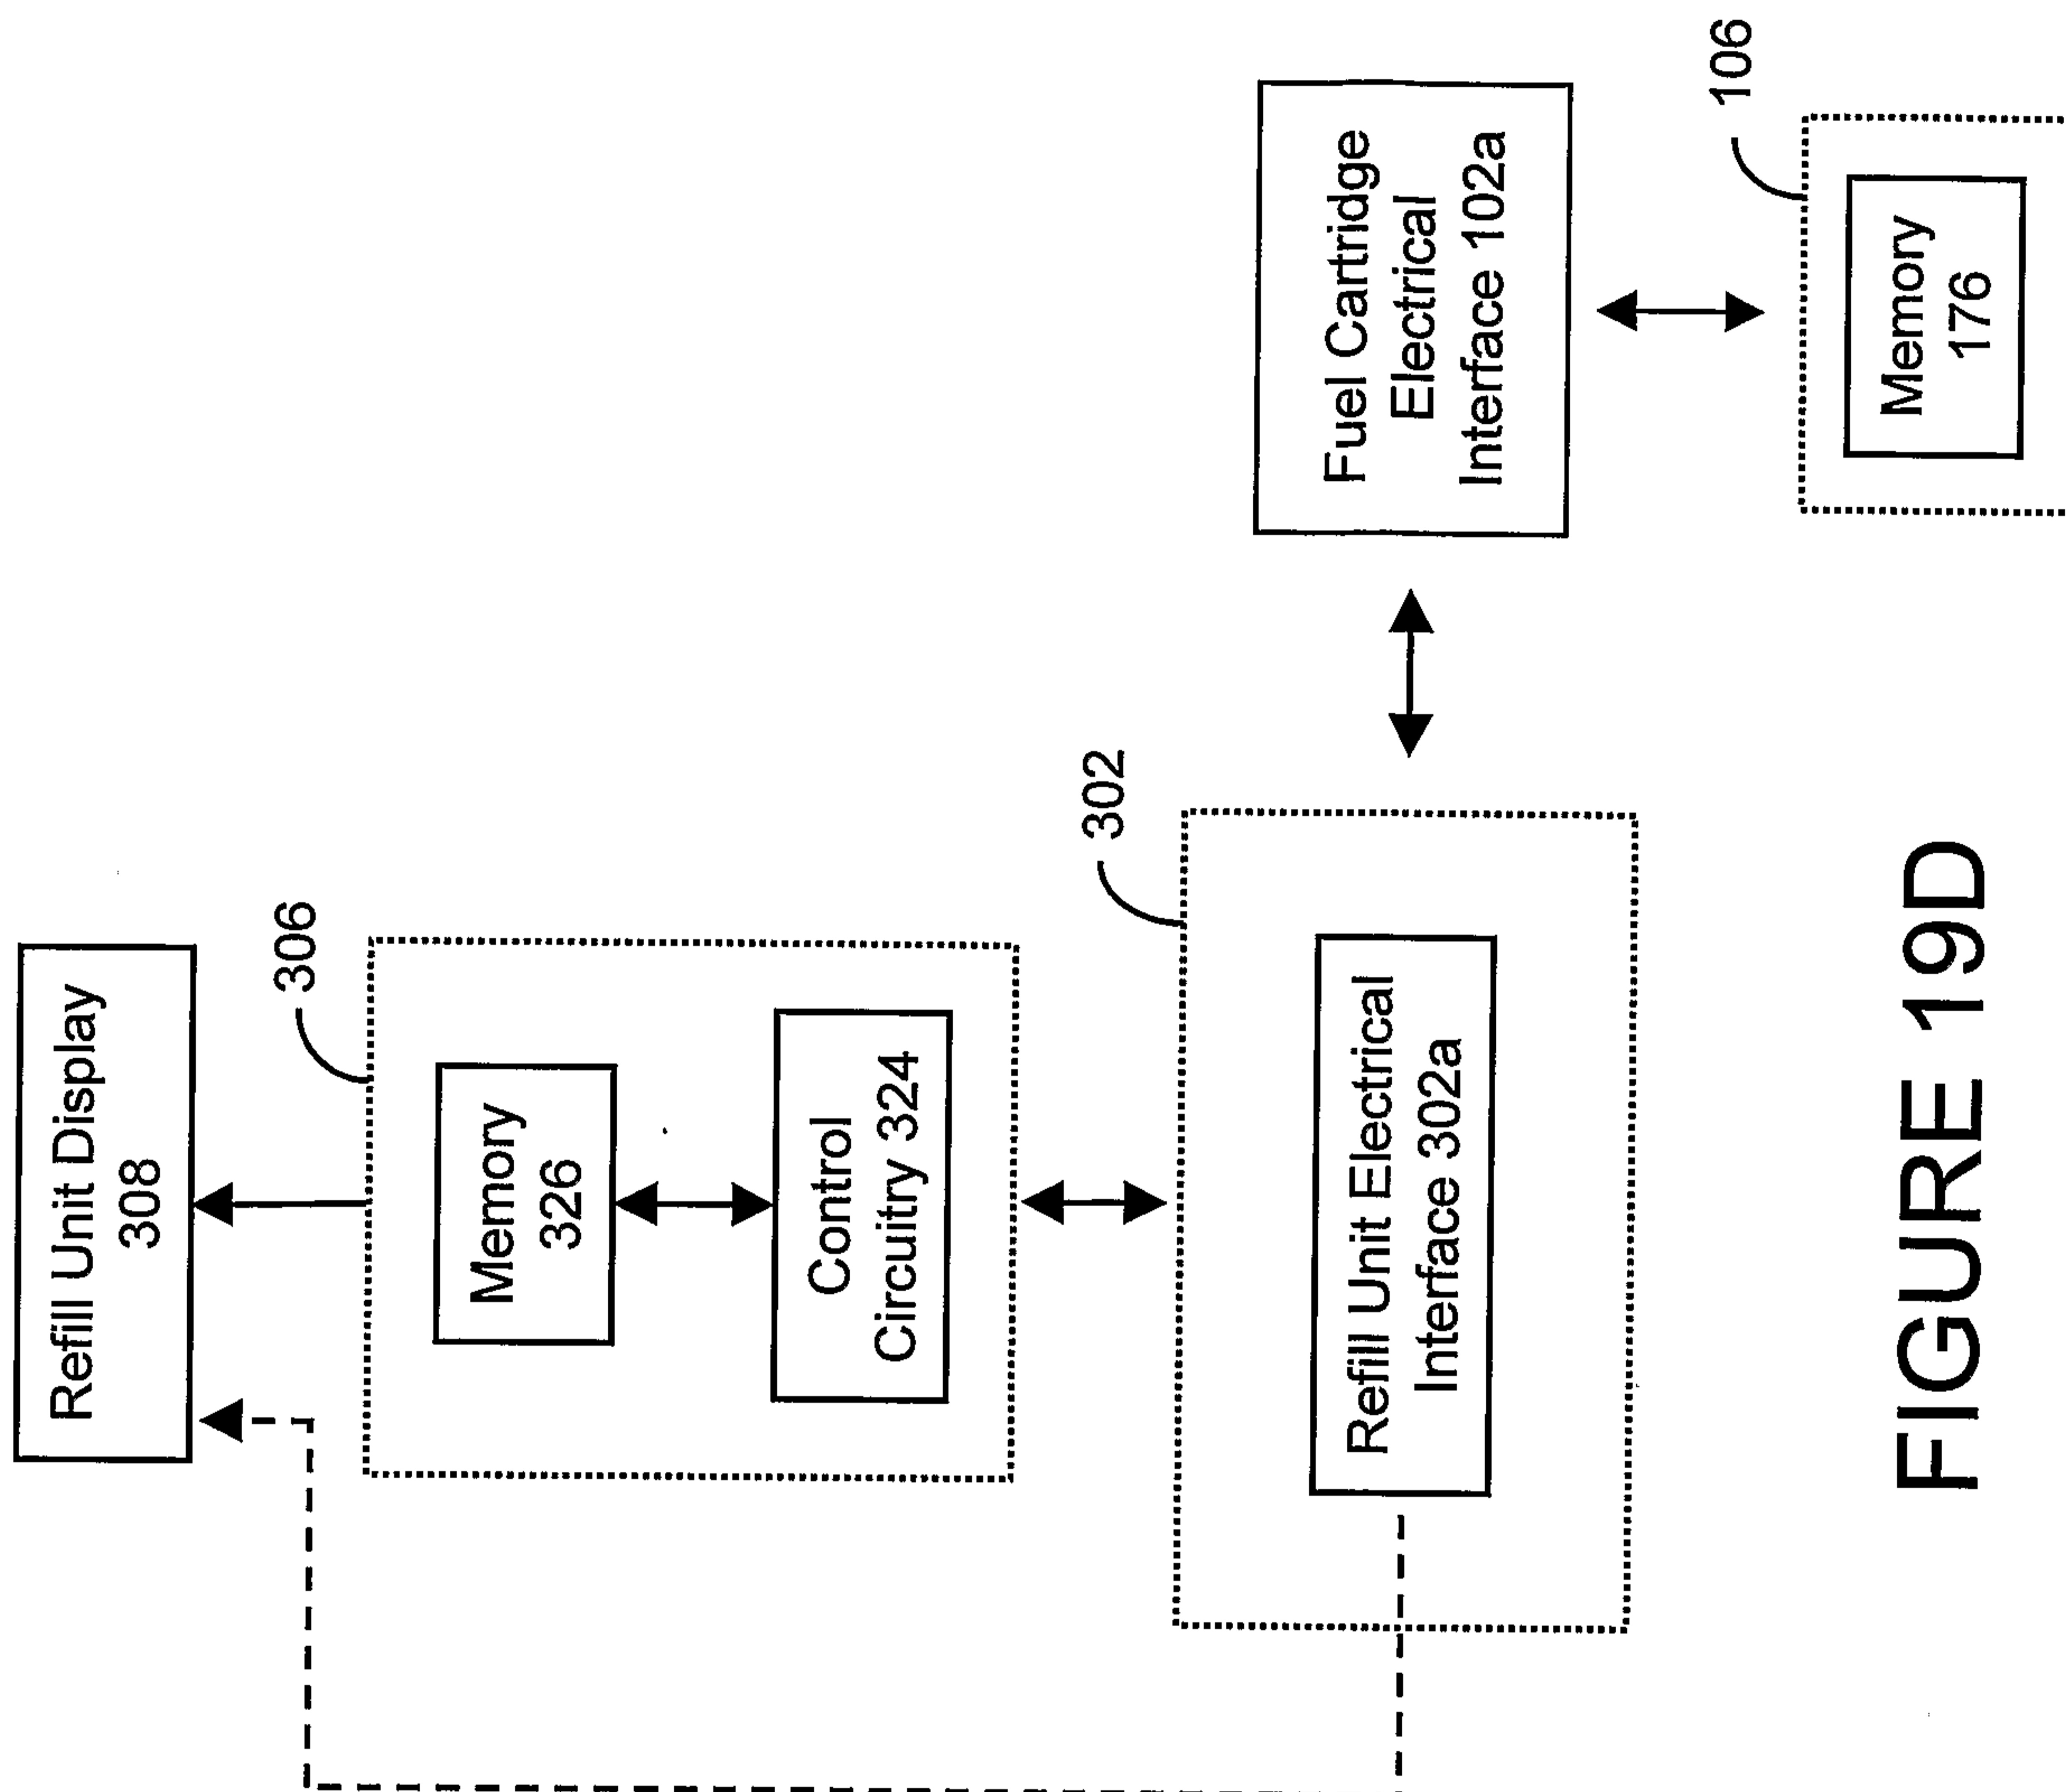 Refill Unit Display
308
306
Memory
326
Control
Circuitry 324
302
Refill Unit Electrical
Interface 302a
Fuel Cartridge
Electrical
Interface 102a
106
Memory
176
FIGURE 19D